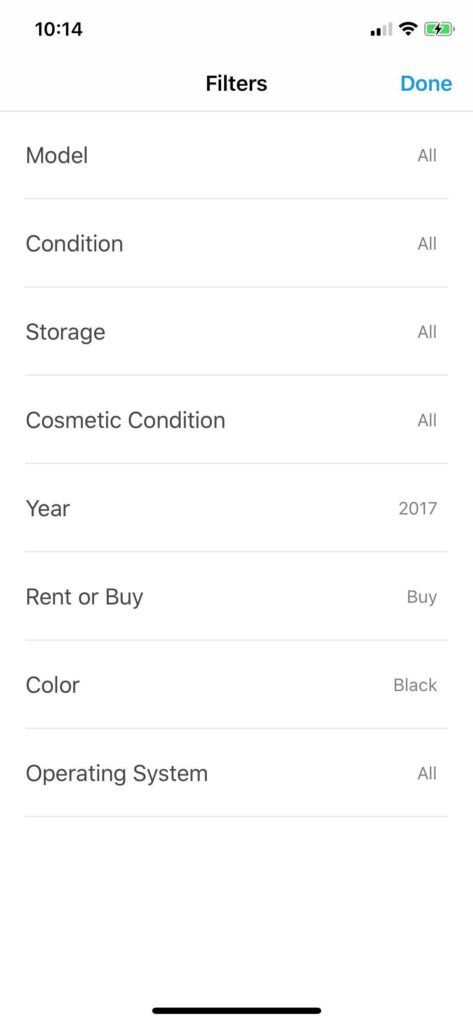 10:14
Filters Done
Model All
Condition All
Storage All
Cosmetic Condition All
Year 2017
Rent or Buy Buy
Color Black
Operating System All